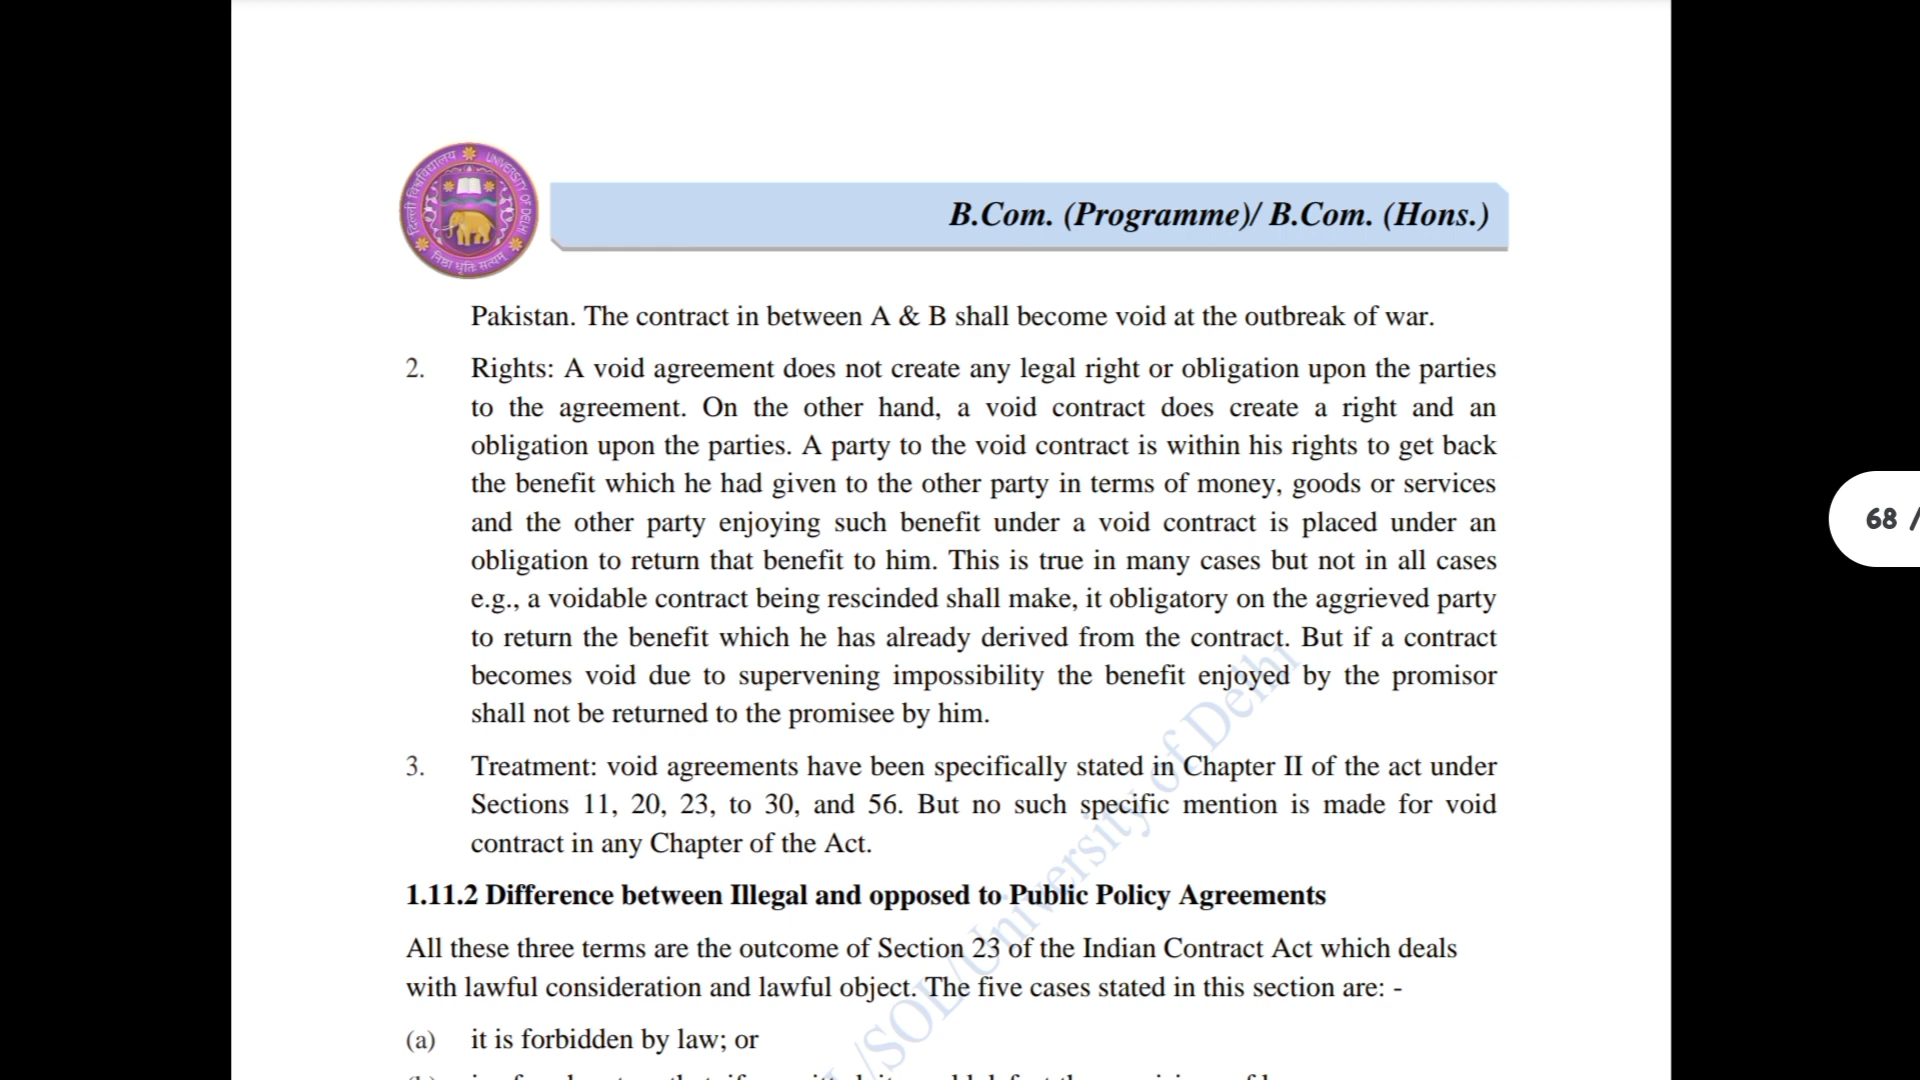 दिल्ली विश्वविद्यालय UNIVERSITY OF DELHI
निष्ठा धृतिः सत्यम्
B.Com. (Programme)/ B.Com. (Hons.)
Pakistan. The contract in between A & B shall become void at the outbreak of war.
2. Rights: A void agreement does not create any legal right or obligation upon the parties
to the agreement. On the other hand, a void contract does create a right and an
obligation upon the parties. A party to the void contract is within his rights to get back
the benefit which he had given to the other party in terms of money, goods or services
and the other party enjoying such benefit under a void contract is placed under an
obligation to return that benefit to him. This is true in many cases but not in all cases
e.g., a voidable contract being rescinded shall make, it obligatory on the aggrieved party
to return the benefit which he has already derived from the contract. But if a contract
becomes void due to supervening impossibility the benefit enjoyed by the promisor
shall not be returned to the promisee by him.
3. Treatment: void agreements have been specifically stated in Chapter II of the act under
Sections 11, 20, 23, to 30, and 56. But no such specific mention is made for void
contract in any Chapter of the Act.
1.11.2 Difference between Illegal and opposed to Public Policy Agreements
All these three terms are the outcome of Section 23 of the Indian Contract Act which deals
with lawful consideration and lawful object. The five cases stated in this section are: -
(a) it is forbidden by law; or
/SOL/University of Delhi
68 /